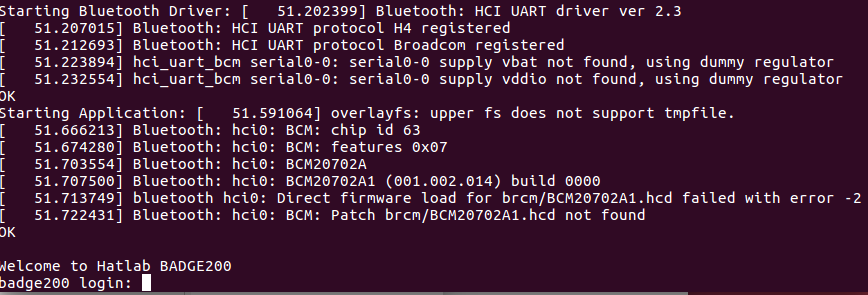 Starting Bluetooth Driver: [   51.202399] Bluetooth: HCI UART driver ver 2.3
[   51.207015] Bluetooth: HCI UART protocol H4 registered
[   51.212693] Bluetooth: HCI UART protocol Broadcom registered
[   51.223894] hci_uart_bcm serial0-0: serial0-0 supply vbat not found, using dummy regulator
[   51.232554] hci_uart_bcm serial0-0: serial0-0 supply vddio not found, using dummy regulator
OK
Starting Application: [   51.591064] overlayfs: upper fs does not support tmpfile.
[   51.666213] Bluetooth: hci0: BCM: chip id 63
[   51.674280] Bluetooth: hci0: BCM: features 0x07
[   51.703554] Bluetooth: hci0: BCM20702A
[   51.707500] Bluetooth: hci0: BCM20702A1 (001.002.014) build 0000
[   51.713749] bluetooth hci0: Direct firmware load for brcm/BCM20702A1.hcd failed with error -2
[   51.722431] Bluetooth: hci0: BCM: Patch brcm/BCM20702A1.hcd not found
OK
Welcome to Hatlab BADGE200
badge200 login: